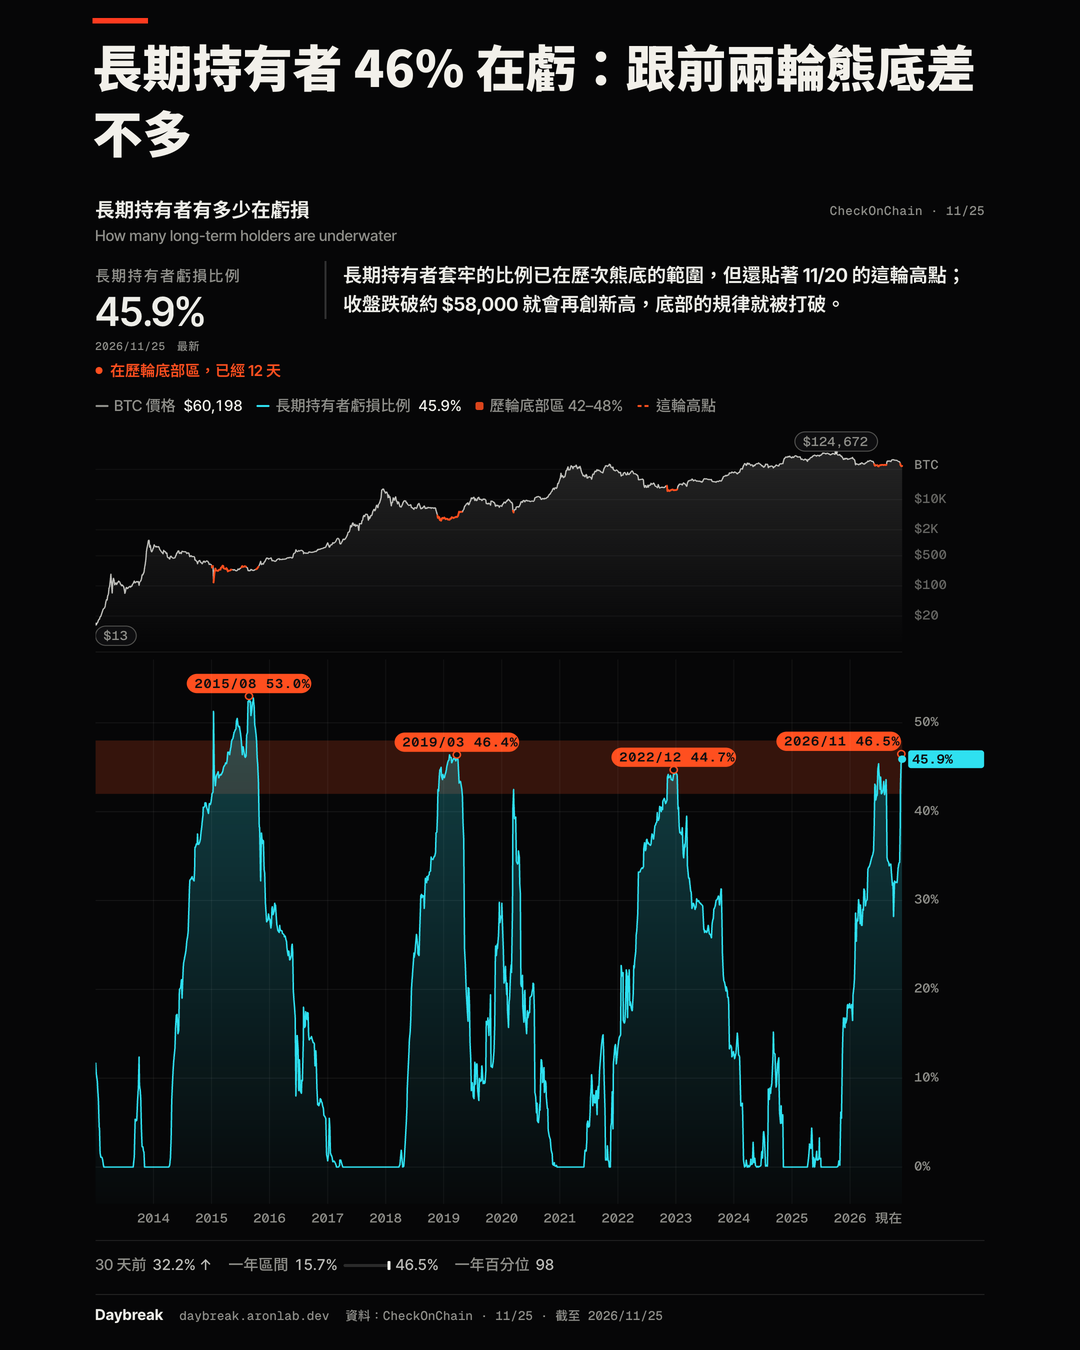 長期持有者 46% 在虧：跟前兩輪熊底差
不多
長期持有者有多少在虧損
CheckOnChain · 11/25
How many long-term holders are underwater
長期持有者虧損比例
45.9%
2026/11/25 最新
在歷輪底部區，已經 12 天
長期持有者套牢的比例已在歷次熊底的範圍，但還貼著 11/20 的這輪高點；
收盤跌破約 $58,000 就會再創新高，底部的規律就被打破。
BTC 價格 $60,198 長期持有者虧損比例 45.9% 歷輪底部區 42–48% 這輪高點
$124,672
BTC
$10K
$2K
$500
$100
$20
$13
2015/08 53.0%
2019/03 46.4%
2022/12 44.7%
2026/11 46.5%
50%
45.9%
40%
30%
20%
10%
0%
2014 2015 2016 2017 2018 2019 2020 2021 2022 2023 2024 2025 2026 現在
30 天前 32.2% ↑ 一年區間 15.7% 46.5% 一年百分位 98
Daybreak daybreak.aronlab.dev 資料：CheckOnChain · 11/25 · 截至 2026/11/25